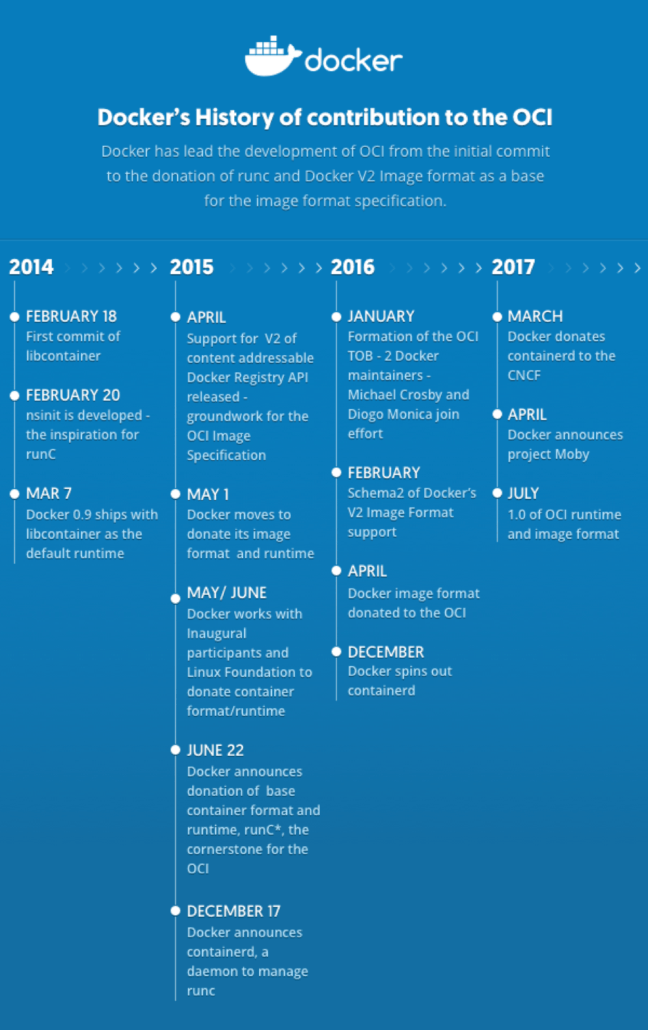 docker
Docker's History of contribution to the OCI
Docker has lead the development of OCI from the initial commit
to the donation of runc and Docker V2 Image format as a base
for the image format specification.
2014
FEBRUARY 18
First commit of
libcontainer
FEBRUARY 20
nsinit is developed -
the inspiration for
runC
MAR 7
Docker 0.9 ships with
libcontainer as the
default runtime
2015
APRIL
Support for V2 of
content addressable
Docker Registry API
released -
groundwork for the
OCI Image
Specification
MAY 1
Docker moves to
donate its image
format and runtime
MAY/ JUNE
Docker works with
Inaugural
participants and
Linux Foundation to
donate container
format/runtime
JUNE 22
Docker announces
donation of base
container format and
runtime, runC*, the
cornerstone for the
OCI
DECEMBER 17
Docker announces
containerd, a
daemon to manage
runc
2016
JANUARY
Formation of the OCI
TOB - 2 Docker
maintainers -
Michael Crosby and
Diogo Monica join
effort
FEBRUARY
Schema2 of Docker's
V2 Image Format
support
APRIL
Docker image format
donated to the OCI
DECEMBER
Docker spins out
containerd
2017
MARCH
Docker donates
containerd to the
CNCF
APRIL
Docker announces
project Moby
JULY
1.0 of OCI runtime
and image format